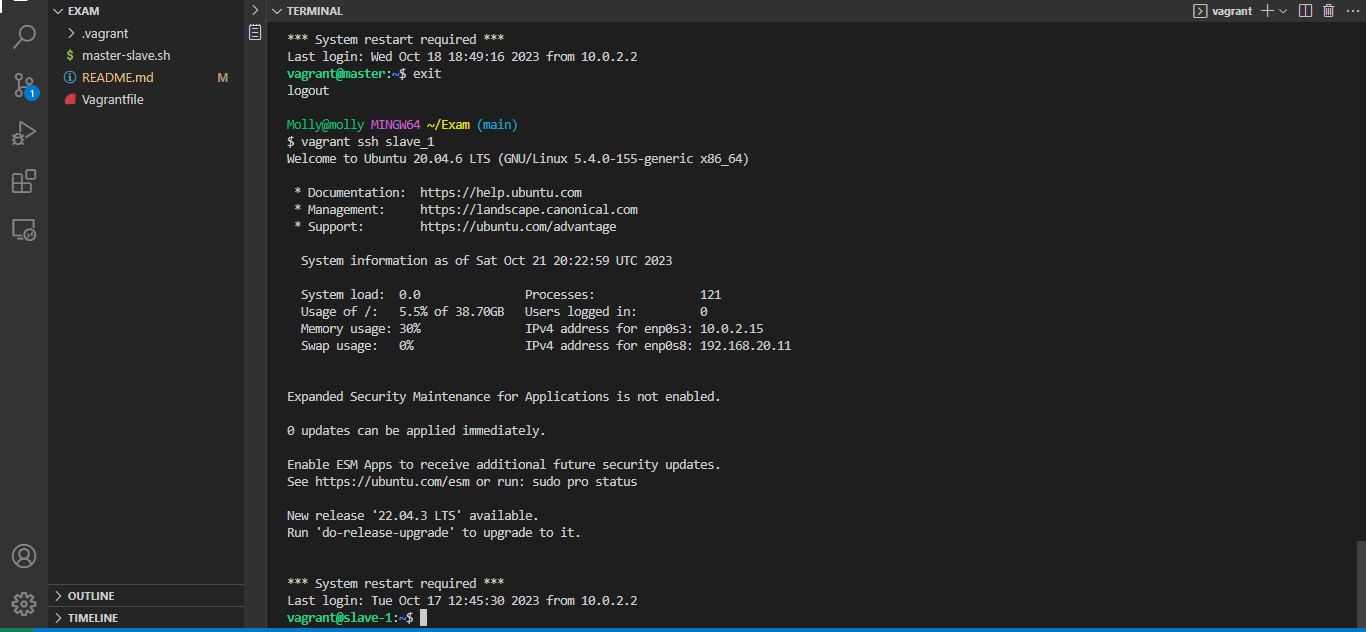 EXAM
.vagrant
$ master-slave.sh
README.md M
Vagrantfile
1
OUTLINE
TIMELINE
TERMINAL
vagrant
*** System restart required ***
Last login: Wed Oct 18 18:49:16 2023 from 10.0.2.2
vagrant@master:~$ exit
logout
Molly@molly MINGW64 ~/Exam (main)
$ vagrant ssh slave_1
Welcome to Ubuntu 20.04.6 LTS (GNU/Linux 5.4.0-155-generic x86_64)
* Documentation: https://help.ubuntu.com
* Management: https://landscape.canonical.com
* Support: https://ubuntu.com/advantage
System information as of Sat Oct 21 20:22:59 UTC 2023
System load: 0.0 Processes: 121
Usage of /: 5.5% of 38.70GB Users logged in: 0
Memory usage: 30% IPv4 address for enp0s3: 10.0.2.15
Swap usage: 0% IPv4 address for enp0s8: 192.168.20.11
Expanded Security Maintenance for Applications is not enabled.
0 updates can be applied immediately.
Enable ESM Apps to receive additional future security updates.
See https://ubuntu.com/esm or run: sudo pro status
New release '22.04.3 LTS' available.
Run 'do-release-upgrade' to upgrade to it.
*** System restart required ***
Last login: Tue Oct 17 12:45:30 2023 from 10.0.2.2
vagrant@slave-1:~$